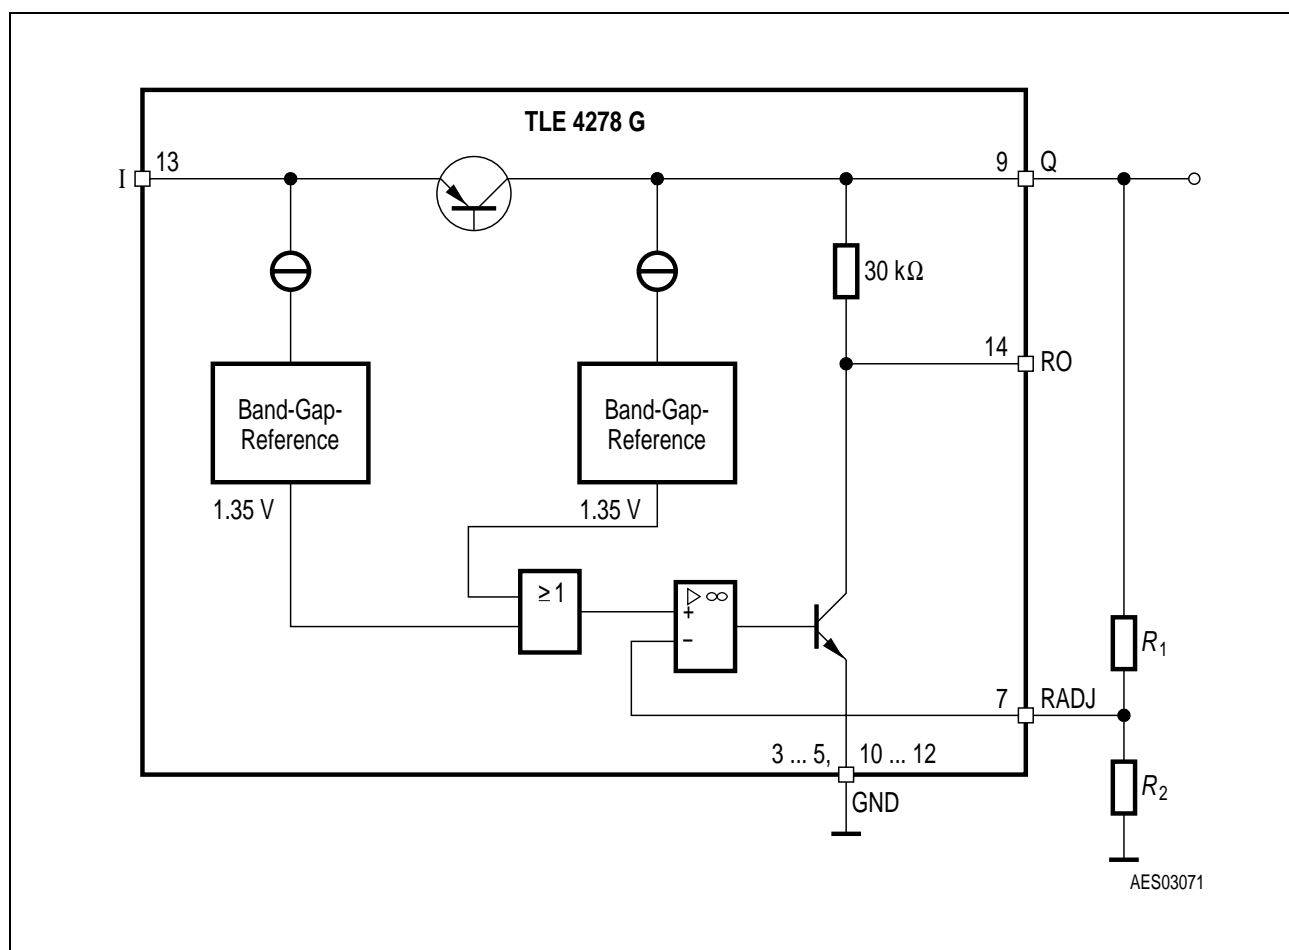 TLE 4278 G
I
13
9
Q
30 kΩ
14
RO
Band-Gap-
Reference
Band-Gap-
Reference
1.35 V
1.35 V
≥1
▷ ∞
+
−
R1
7
RADJ
3 ... 5,
10 ... 12
R2
GND
AES03071